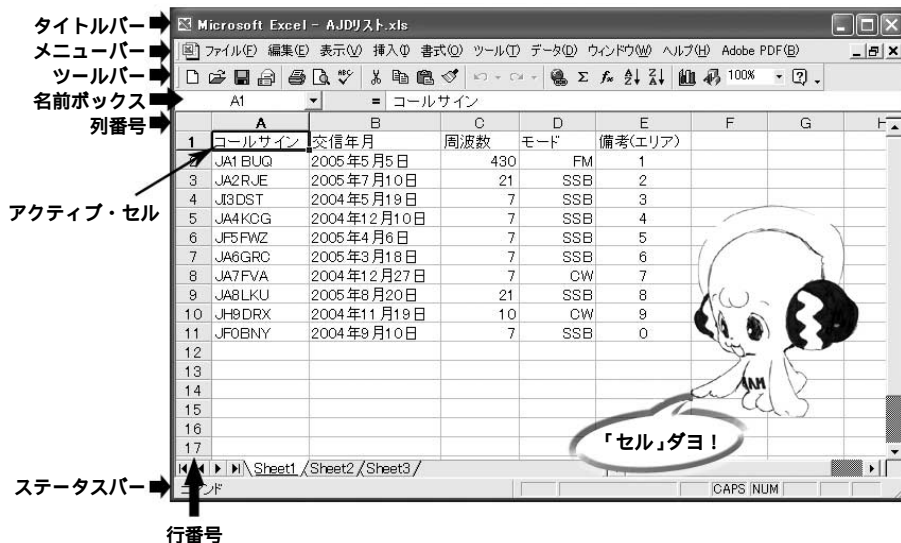 タイトルバー
Microsoft Excel - AJDリスト.xls
メニューバー
ファイル(F) 編集(E) 表示(V) 挿入(I) 書式(O) ツール(T) データ(D) ウィンドウ(W) ヘルプ(H) Adobe PDF(B)
ツールバー
100%
名前ボックス
A1 = コールサイン
列番号
A B C D E F G H
1 コールサイン 交信年月 周波数 モード 備考(エリア)
2 JA1BUQ 2005年5月5日 430 FM 1
3 JA2RJE 2005年7月10日 21 SSB 2
4 JI3DST 2004年5月19日 7 SSB 3
アクティブ・セル
5 JA4KCG 2004年12月10日 7 SSB 4
6 JF5FWZ 2005年4月6日 7 SSB 5
7 JA6GRC 2005年3月18日 7 SSB 6
8 JA7FVA 2004年12月27日 7 CW 7
9 JA8LKU 2005年8月20日 21 SSB 8
10 JH9DRX 2004年11月19日 10 CW 9
11 JF0BNY 2004年9月10日 7 SSB 0
12
13
14
15
16
17
「セル」ダヨ！
Sheet1 Sheet2 Sheet3
ステータスバー
CAPS NUM
行番号